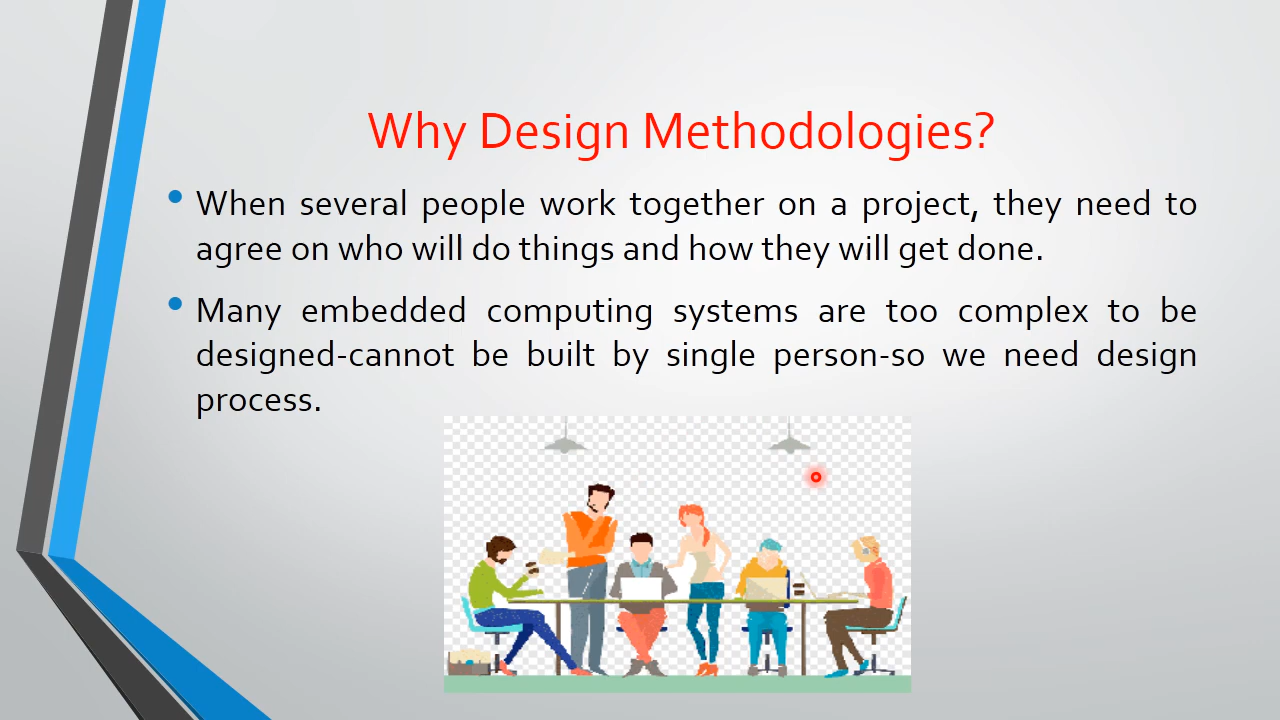 Why Design Methodologies?
• When several people work together on a project, they need to
agree on who will do things and how they will get done.
• Many embedded computing systems are too complex to be
designed-cannot be built by single person-so we need design
process.